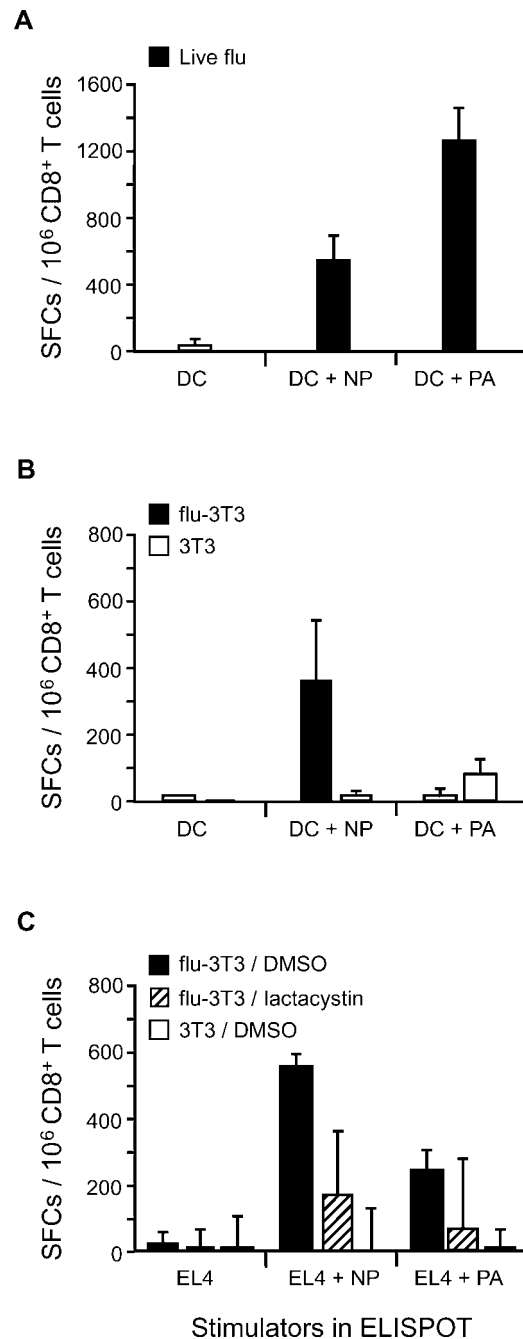 A
Live flu
SFCs / 10⁶ CD8⁺ T cells
1600
1200
800
400
0
DC
DC + NP
DC + PA
B
flu-3T3
3T3
SFCs / 10⁶ CD8⁺ T cells
800
600
400
200
0
DC
DC + NP
DC + PA
C
flu-3T3 / DMSO
flu-3T3 / lactacystin
3T3 / DMSO
SFCs / 10⁶ CD8⁺ T cells
800
600
400
200
0
EL4
EL4 + NP
EL4 + PA
Stimulators in ELISPOT